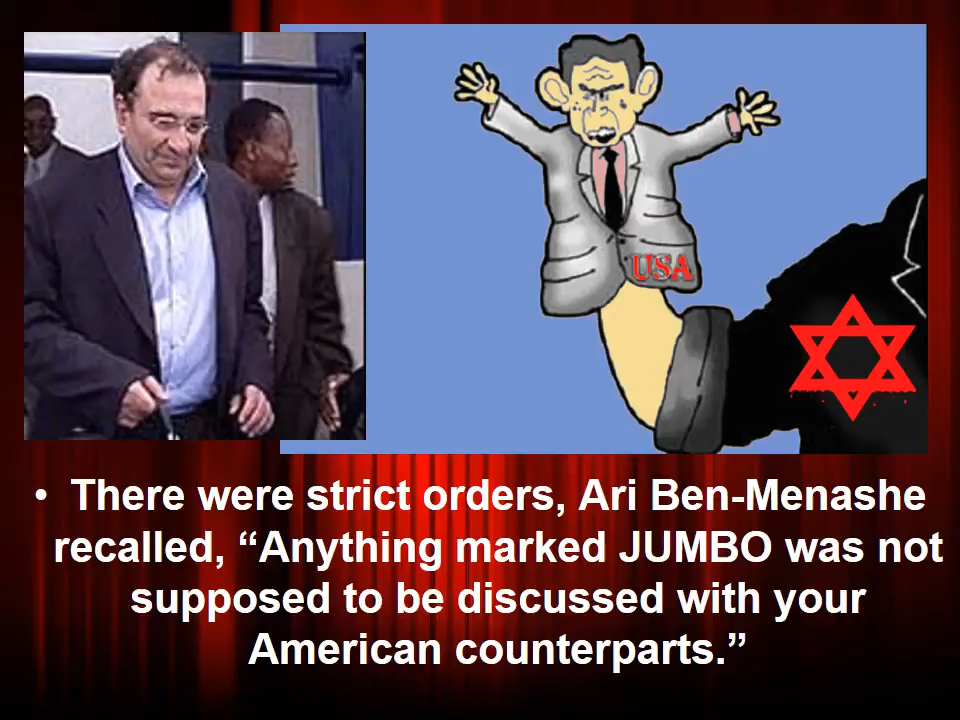 USA
• There were strict orders, Ari Ben-Menashe
recalled, “Anything marked JUMBO was not
supposed to be discussed with your
American counterparts.”